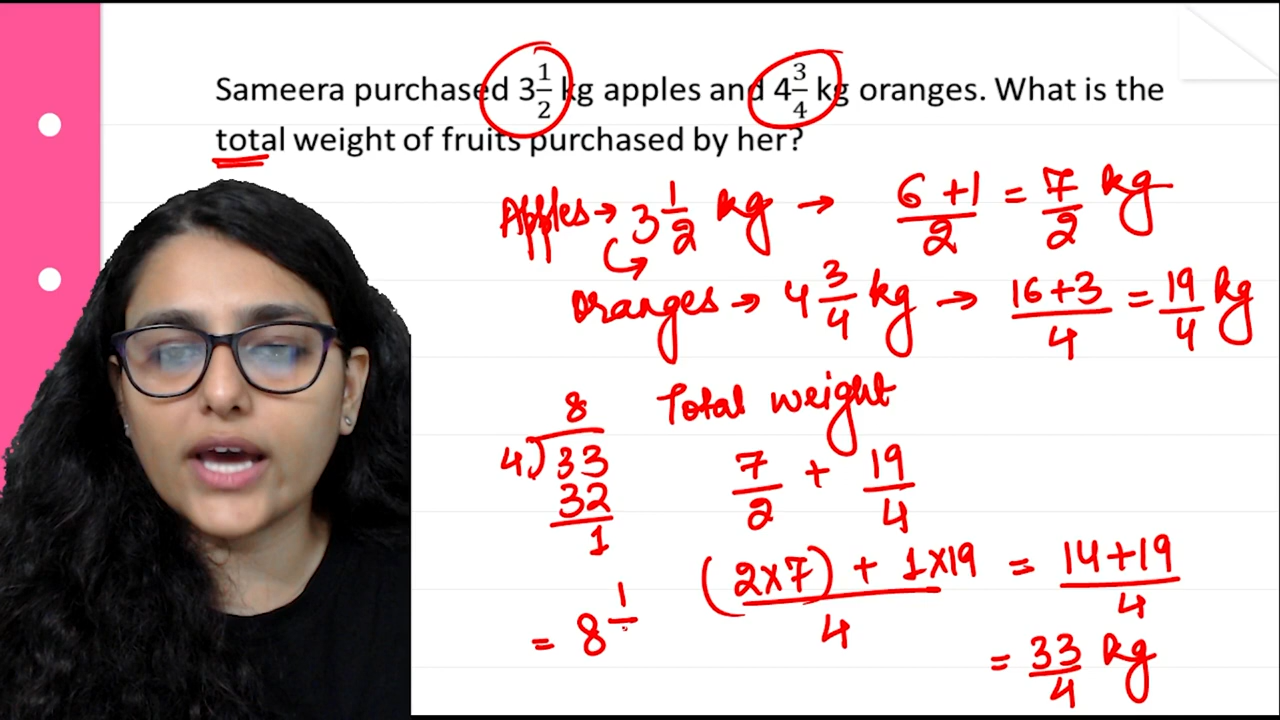 Sameera purchased 3 1/2 kg apples and 4 3/4 kg oranges. What is the
total weight of fruits purchased by her?
Apples → 3 1/2 kg → 6+1/2 = 7/2 kg
Oranges → 4 3/4 kg → 16+3/4 = 19/4 kg
Total weight
8
4)33
32
1
7/2 + 19/4
(2×7) + 1×19/4 = 14+19/4
= 33/4 kg
= 8 1/